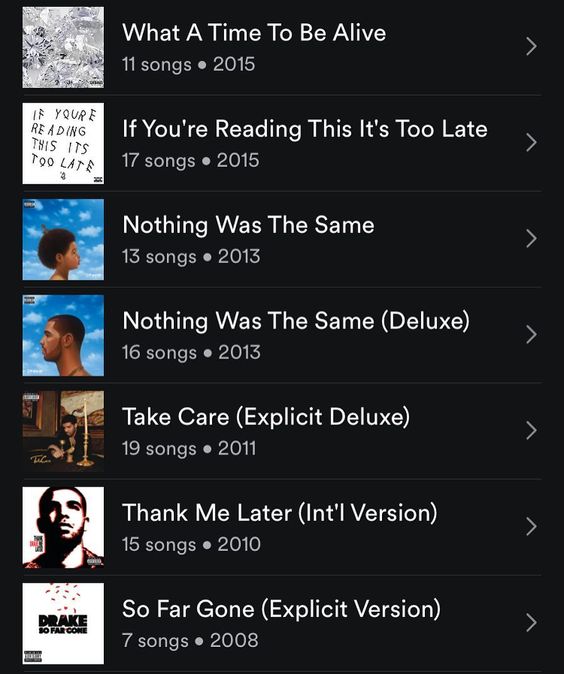 What A Time To Be Alive
11 songs • 2015
IF YOURE
READING
THIS ITS
TOO LATE
If You're Reading This It's Too Late
17 songs • 2015
Nothing Was The Same
13 songs • 2013
Nothing Was The Same (Deluxe)
16 songs • 2013
Take Care (Explicit Deluxe)
19 songs • 2011
THANK
ME
LATER
Thank Me Later (Int'l Version)
15 songs • 2010
DRAKE
SO FAR GONE
So Far Gone (Explicit Version)
7 songs • 2008